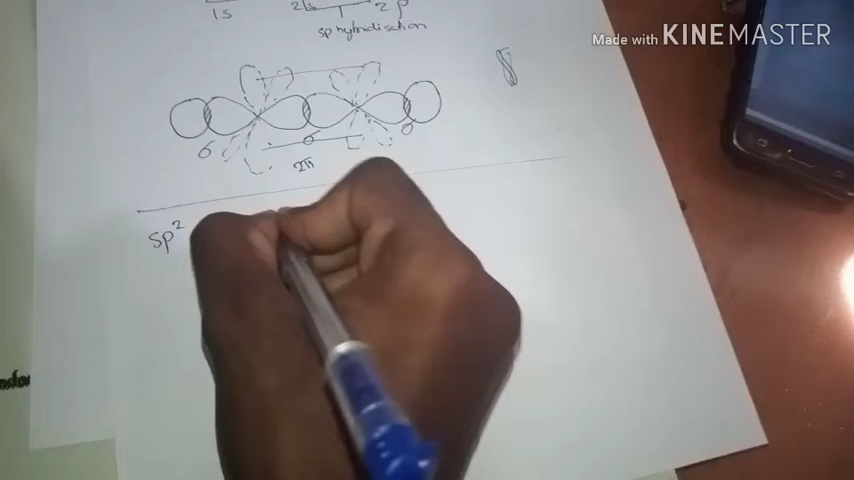 Made with KINEMASTER
1s 2s 2p
sp hybridisation
σ σ σ
2π
sp²